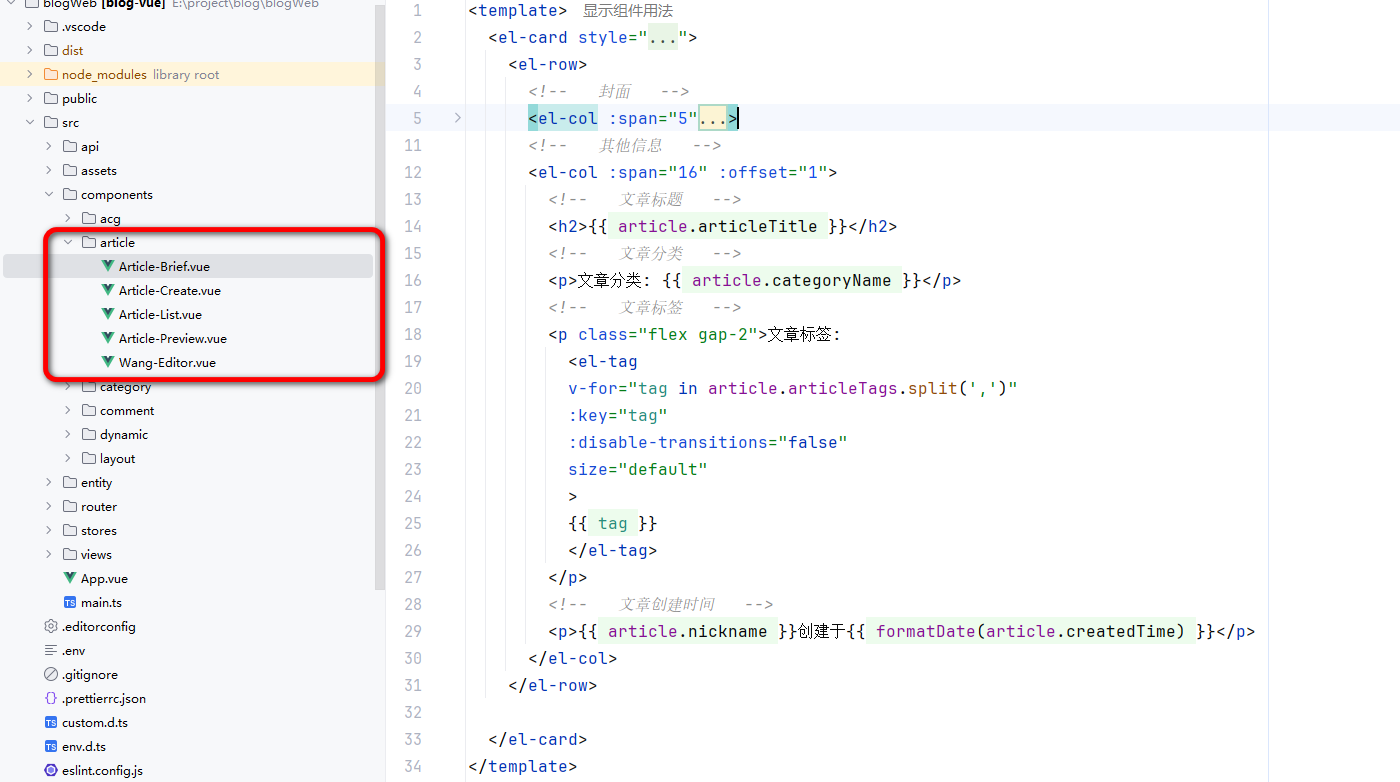 blogWeb [blog-vue] E:\project\blog\blogWeb
.vscode
dist
node_modules library root
public
src
api
assets
components
acg
article
Article-Brief.vue
Article-Create.vue
Article-List.vue
Article-Preview.vue
Wang-Editor.vue
category
comment
dynamic
layout
entity
router
stores
views
App.vue
main.ts
.editorconfig
.env
.gitignore
.prettierrc.json
custom.d.ts
env.d.ts
eslint.config.js
1 <template> 显示组件用法
2 <el-card style="...">
3 <el-row>
4 <!-- 封面 -->
5 <el-col :span="5"...>
11 <!-- 其他信息 -->
12 <el-col :span="16" :offset="1">
13 <!-- 文章标题 -->
14 <h2>{{ article.articleTitle }}</h2>
15 <!-- 文章分类 -->
16 <p>文章分类: {{ article.categoryName }}</p>
17 <!-- 文章标签 -->
18 <p class="flex gap-2">文章标签:
19 <el-tag
20 v-for="tag in article.articleTags.split(',')"
21 :key="tag"
22 :disable-transitions="false"
23 size="default"
24 >
25 {{ tag }}
26 </el-tag>
27 </p>
28 <!-- 文章创建时间 -->
29 <p>{{ article.nickname }}创建于{{ formatDate(article.createdTime) }}</p>
30 </el-col>
31 </el-row>
32
33 </el-card>
34 </template>